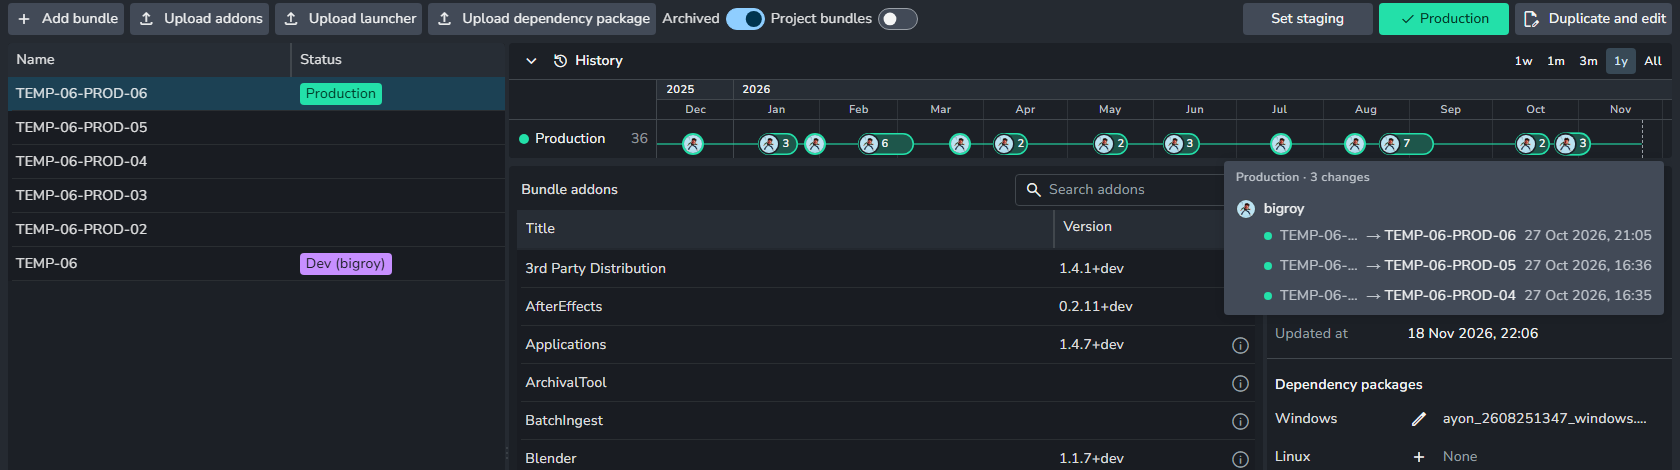 Add bundle Upload addons Upload launcher Upload dependency package Archived Project bundles Set staging Production Duplicate and edit
Name Status
TEMP-06-PROD-06 Production
TEMP-06-PROD-05
TEMP-06-PROD-04
TEMP-06-PROD-03
TEMP-06-PROD-02
TEMP-06 Dev (bigroy)
History 1w 1m 3m 1y All
2025 2026
Dec Jan Feb Mar Apr May Jun Jul Aug Sep Oct Nov
Production 36 3 6 2 2 3 7 2 3
Bundle addons Search addons
Title Version
3rd Party Distribution 1.4.1+dev
AfterEffects 0.2.11+dev
Applications 1.4.7+dev
ArchivalTool
BatchIngest
Blender 1.1.7+dev
Production · 3 changes
bigroy
TEMP-06-... → TEMP-06-PROD-06 27 Oct 2026, 21:05
TEMP-06-... → TEMP-06-PROD-05 27 Oct 2026, 16:36
TEMP-06-... → TEMP-06-PROD-04 27 Oct 2026, 16:35
Updated at 18 Nov 2026, 22:06
Dependency packages
Windows ayon_2608251347_windows....
Linux + None